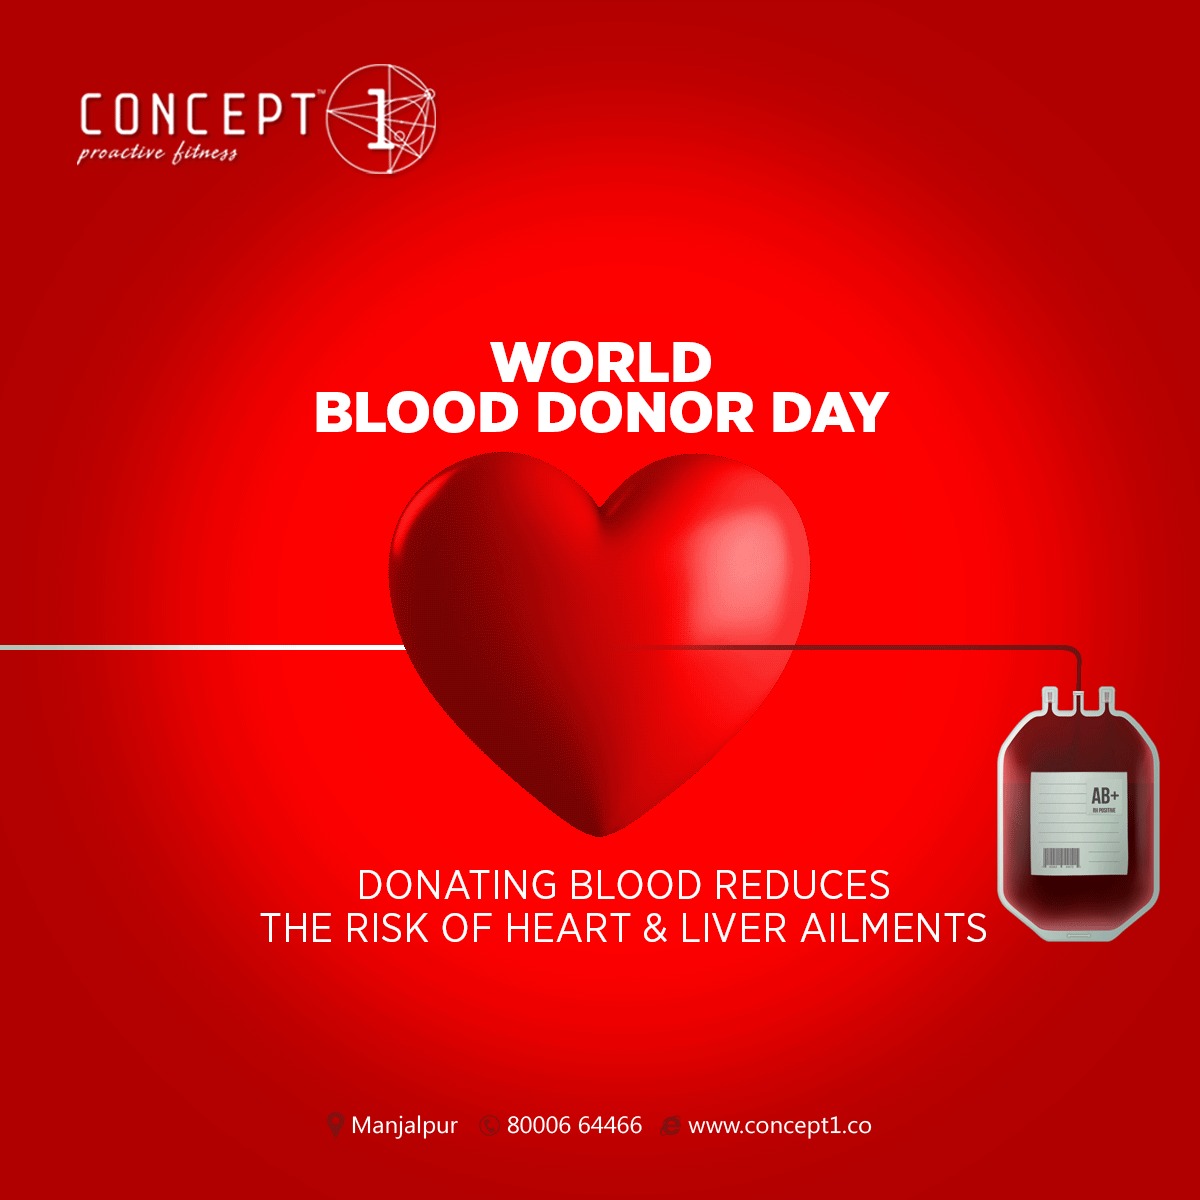 CONCEPT™ 1
proactive fitness
WORLD
BLOOD DONOR DAY
AB+
RH POSITIVE
DONATING BLOOD REDUCES
THE RISK OF HEART & LIVER AILMENTS
Manjalpur 80006 64466 www.concept1.co